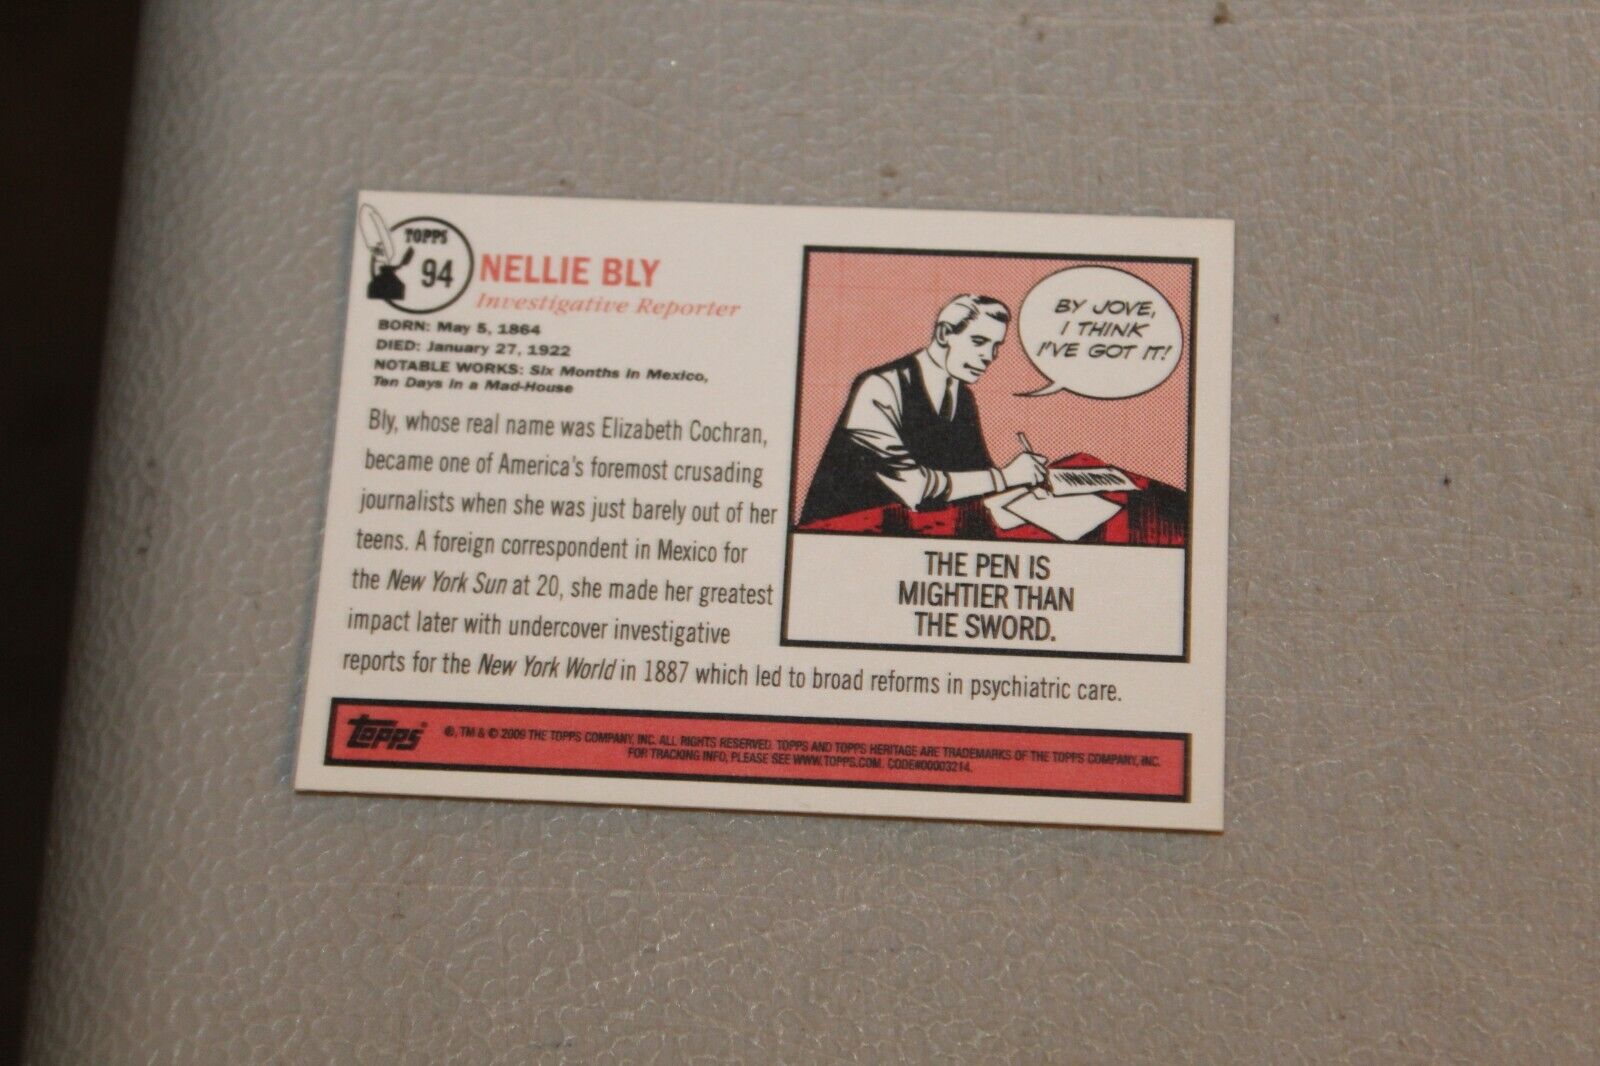 TOPPS
94
NELLIE BLY
Investigative Reporter
BORN: May 5, 1864
DIED: January 27, 1922
NOTABLE WORKS: Six Months in Mexico,
Ten Days in a Mad-House
Bly, whose real name was Elizabeth Cochran,
became one of America's foremost crusading
journalists when she was just barely out of her
teens. A foreign correspondent in Mexico for
the New York Sun at 20, she made her greatest
impact later with undercover investigative
reports for the New York World in 1887 which led to broad reforms in psychiatric care.
BY JOVE,
I THINK
I'VE GOT IT!
THE PEN IS
MIGHTIER THAN
THE SWORD.
topps®
®, TM & © 2009 THE TOPPS COMPANY, INC. ALL RIGHTS RESERVED. TOPPS AND TOPPS HERITAGE ARE TRADEMARKS OF THE TOPPS COMPANY, INC.
FOR TRACKING INFO, PLEASE SEE WWW.TOPPS.COM. CODE#00003214.